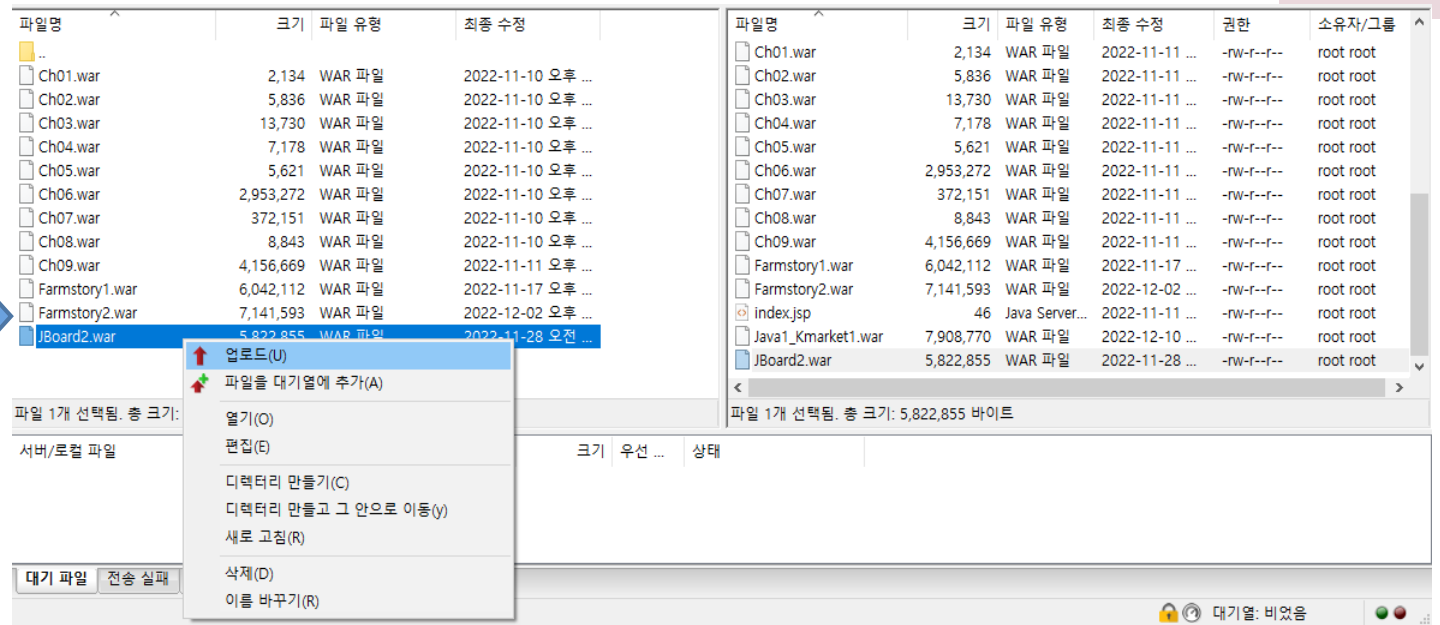 파일명 크기 파일 유형 최종 수정
..
Ch01.war 2,134 WAR 파일 2022-11-10 오후 ...
Ch02.war 5,836 WAR 파일 2022-11-10 오후 ...
Ch03.war 13,730 WAR 파일 2022-11-10 오후 ...
Ch04.war 7,178 WAR 파일 2022-11-10 오후 ...
Ch05.war 5,621 WAR 파일 2022-11-10 오후 ...
Ch06.war 2,953,272 WAR 파일 2022-11-10 오후 ...
Ch07.war 372,151 WAR 파일 2022-11-10 오후 ...
Ch08.war 8,843 WAR 파일 2022-11-10 오후 ...
Ch09.war 4,156,669 WAR 파일 2022-11-11 오후 ...
Farmstory1.war 6,042,112 WAR 파일 2022-11-17 오후 ...
Farmstory2.war 7,141,593 WAR 파일 2022-12-02 오후 ...
JBoard2.war 5,822,855 WAR 파일 2022-11-28 오전 ...
파일 1개 선택됨. 총 크기:
파일명 크기 파일 유형 최종 수정 권한 소유자/그룹
Ch01.war 2,134 WAR 파일 2022-11-11 ... -rw-r--r-- root root
Ch02.war 5,836 WAR 파일 2022-11-11 ... -rw-r--r-- root root
Ch03.war 13,730 WAR 파일 2022-11-11 ... -rw-r--r-- root root
Ch04.war 7,178 WAR 파일 2022-11-11 ... -rw-r--r-- root root
Ch05.war 5,621 WAR 파일 2022-11-11 ... -rw-r--r-- root root
Ch06.war 2,953,272 WAR 파일 2022-11-11 ... -rw-r--r-- root root
Ch07.war 372,151 WAR 파일 2022-11-11 ... -rw-r--r-- root root
Ch08.war 8,843 WAR 파일 2022-11-11 ... -rw-r--r-- root root
Ch09.war 4,156,669 WAR 파일 2022-11-11 ... -rw-r--r-- root root
Farmstory1.war 6,042,112 WAR 파일 2022-11-17 ... -rw-r--r-- root root
Farmstory2.war 7,141,593 WAR 파일 2022-12-02 ... -rw-r--r-- root root
index.jsp 46 Java Server... 2022-11-11 ... -rw-r--r-- root root
Java1_Kmarket1.war 7,908,770 WAR 파일 2022-12-10 ... -rw-r--r-- root root
JBoard2.war 5,822,855 WAR 파일 2022-11-28 ... -rw-r--r-- root root
파일 1개 선택됨. 총 크기: 5,822,855 바이트
업로드(U)
파일을 대기열에 추가(A)
열기(O)
편집(E)
디렉터리 만들기(C)
디렉터리 만들고 그 안으로 이동(y)
새로 고침(R)
삭제(D)
이름 바꾸기(R)
서버/로컬 파일 크기 우선 ... 상태
대기 파일 전송 실패
대기열: 비었음